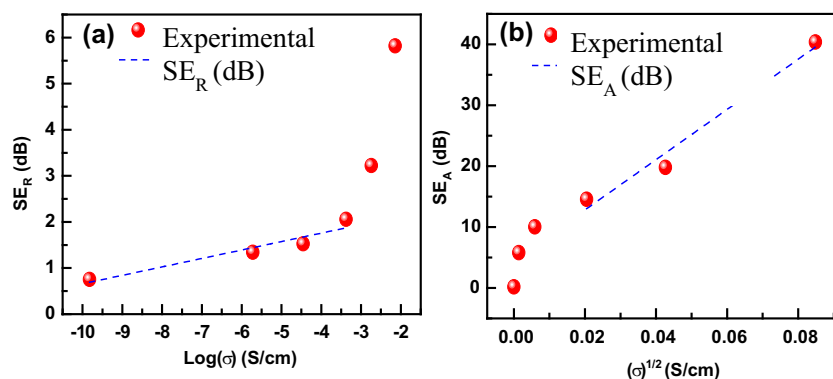 (a)
Experimental
SE_R (dB)
SE_R (dB)
6
5
4
3
2
1
0
-10 -9 -8 -7 -6 -5 -4 -3 -2
Log(σ) (S/cm)
(b)
Experimental
SE_A (dB)
SE_A (dB)
40
30
20
10
0
0.00 0.02 0.04 0.06 0.08
(σ)^{1/2} (S/cm)